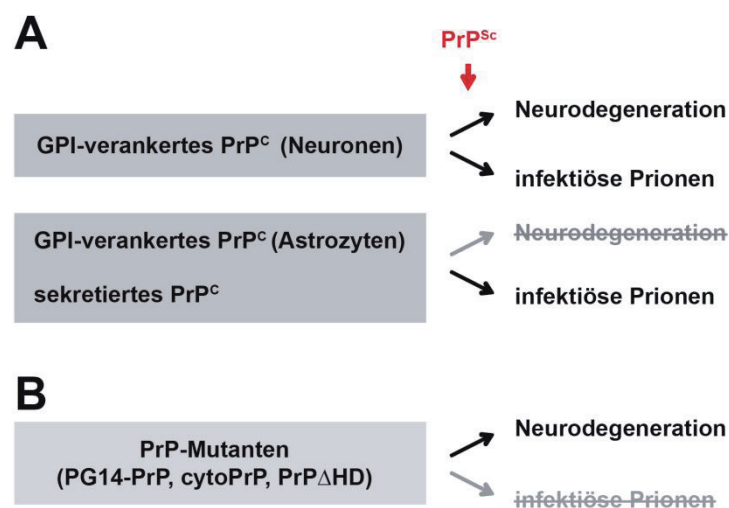 A
PrPSc
GPI-verankertes PrPC (Neuronen)
Neurodegeneration
infektiöse Prionen
GPI-verankertes PrPC (Astrozyten)
sekretiertes PrPC
Neurodegeneration
infektiöse Prionen
B
PrP-Mutanten
(PG14-PrP, cytoPrP, PrPΔHD)
Neurodegeneration
infektiöse Prionen